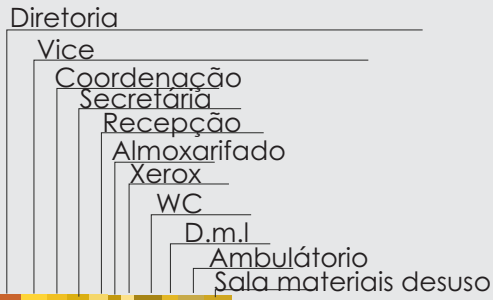 Diretoria
Vice
Coordenação
Secretária
Recepção
Almoxarifado
Xerox
WC
D.m.l
Ambulátorio
Sala materiais desuso